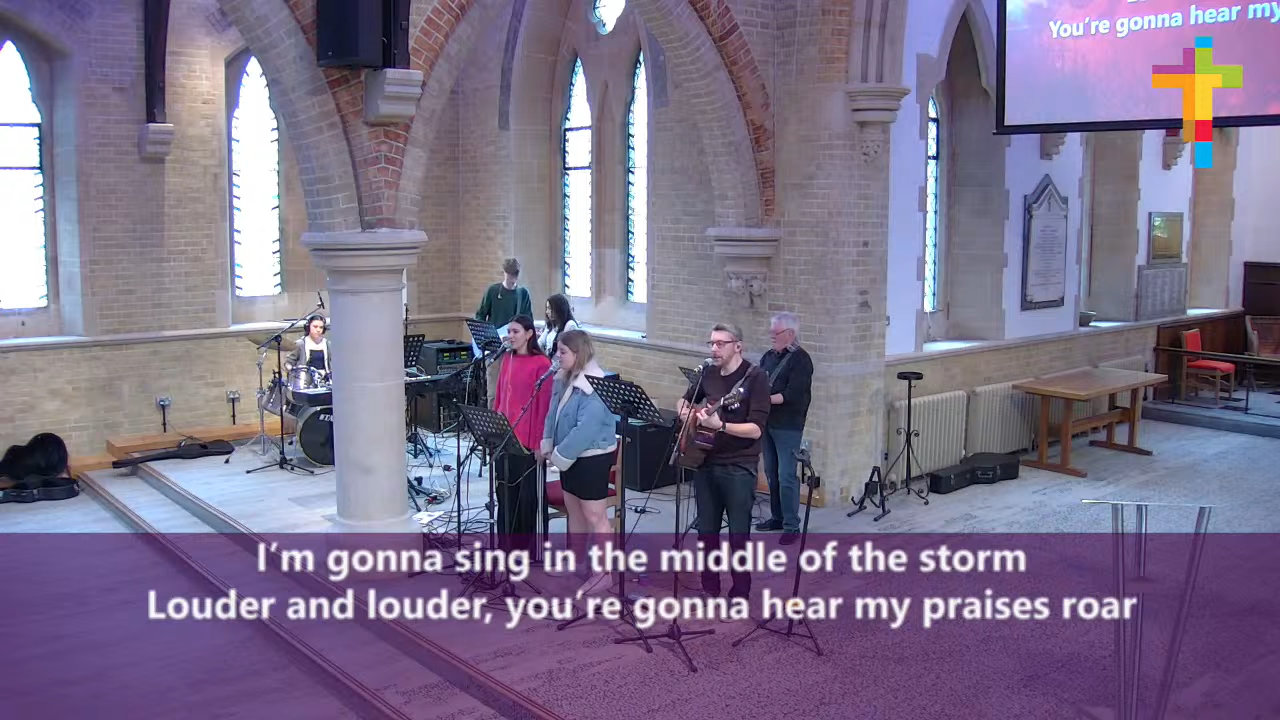 You're gonna hear my
I'm gonna sing in the middle of the storm
Louder and louder, you're gonna hear my praises roar